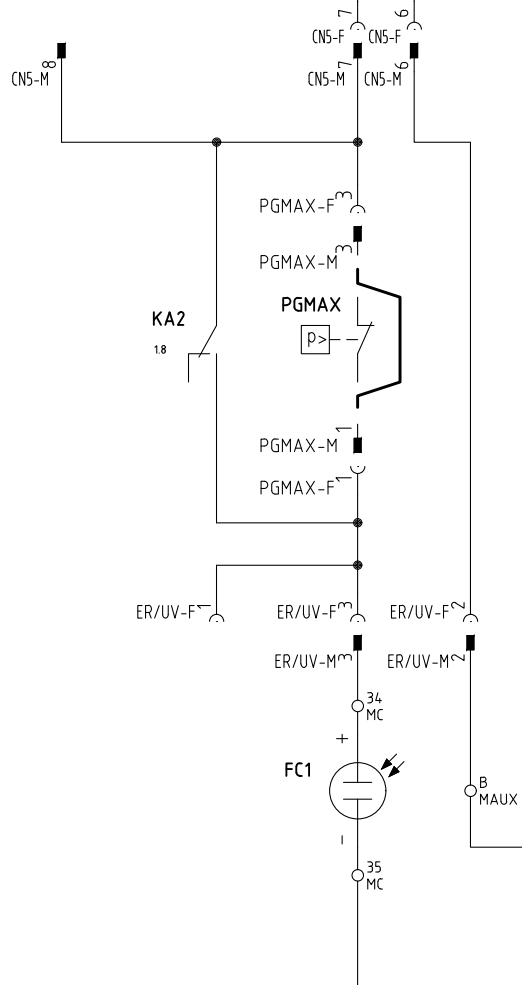 7 6
CN5-F CN5-F
8 7 6
CN5-M CN5-M CN5-M
PGMAX-F 3
PGMAX-M 3
PGMAX
KA2
1.8
p>
PGMAX-M 1
PGMAX-F 1
ER/UV-F 1 ER/UV-F 3 ER/UV-F 2
ER/UV-M 3 ER/UV-M 2
34
MC
+
FC1
B
MAUX
-
35
MC